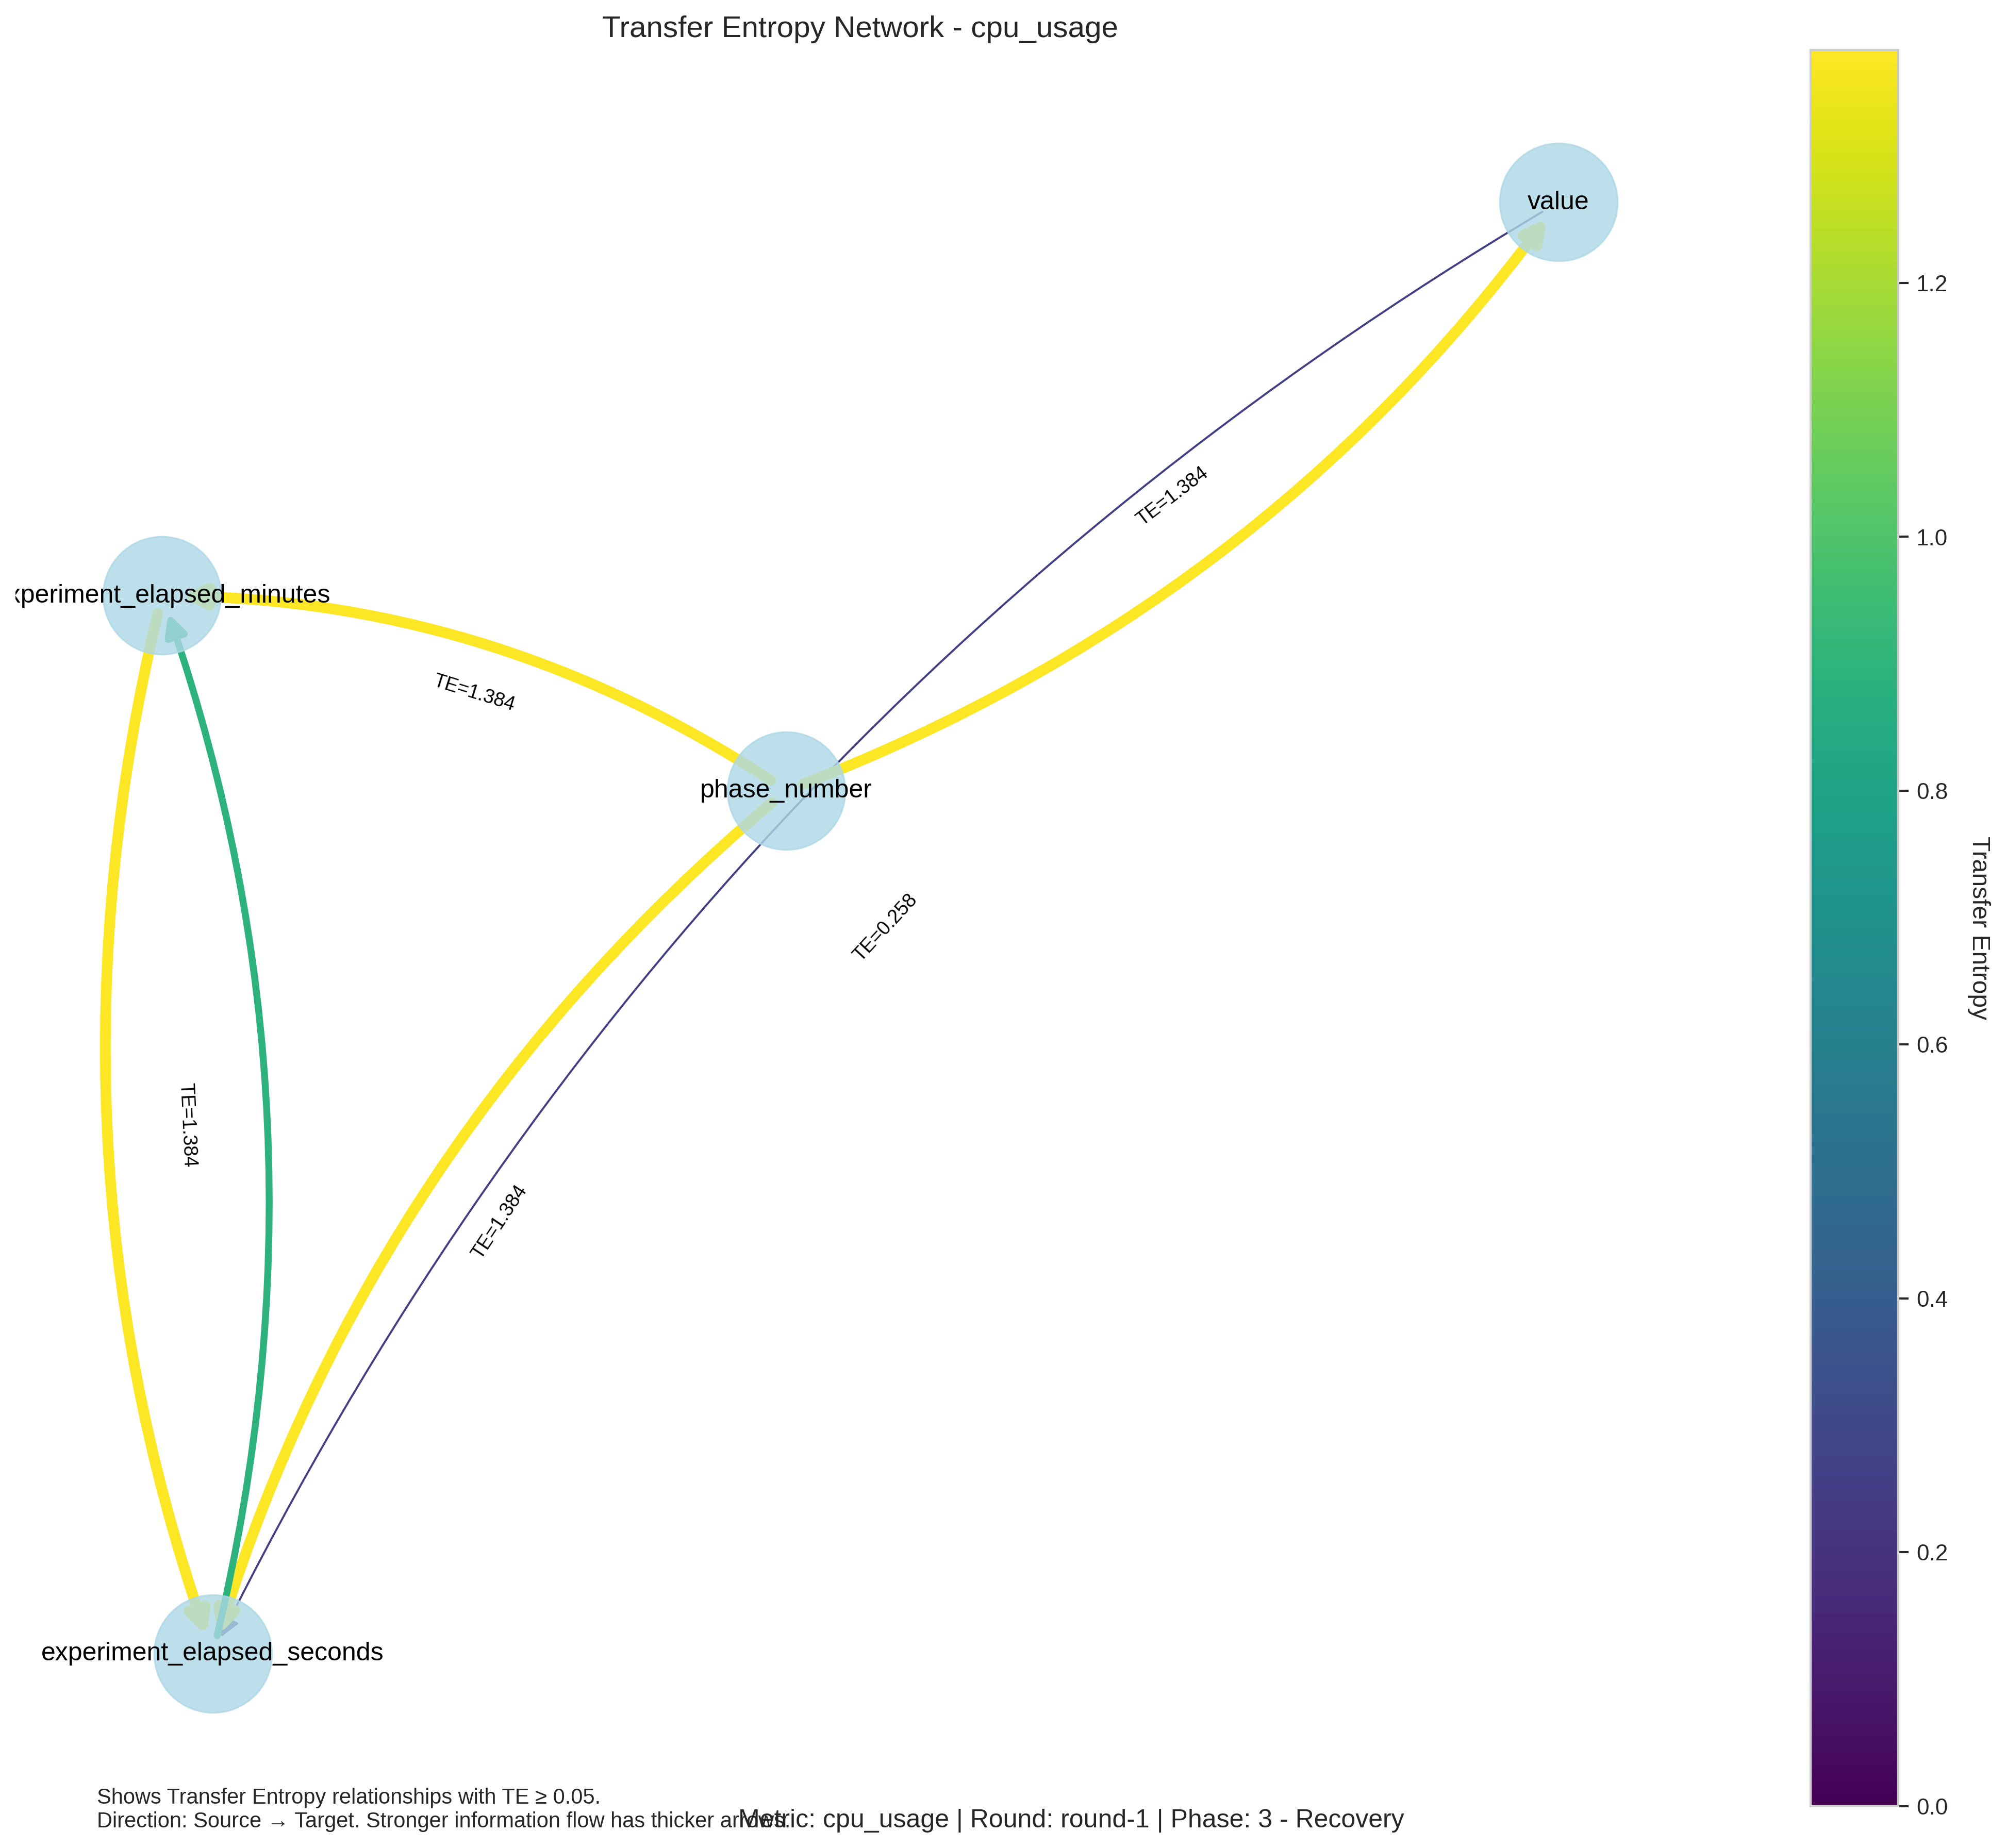 Transfer Entropy Network - cpu_usage
value
1.2
TE=1.384
1.0
xperiment_elapsed_minutes
TE=1.384
phase_number
0.8
TE=0.258
Transfer Entropy
0.6
TE=1.384
TE=1.384
0.4
0.2
experiment_elapsed_seconds
Shows Transfer Entropy relationships with TE ≥ 0.05.
Direction: Source → Target. Stronger information flow has thicker arrows.
Metric: cpu_usage | Round: round-1 | Phase: 3 - Recovery
0.0